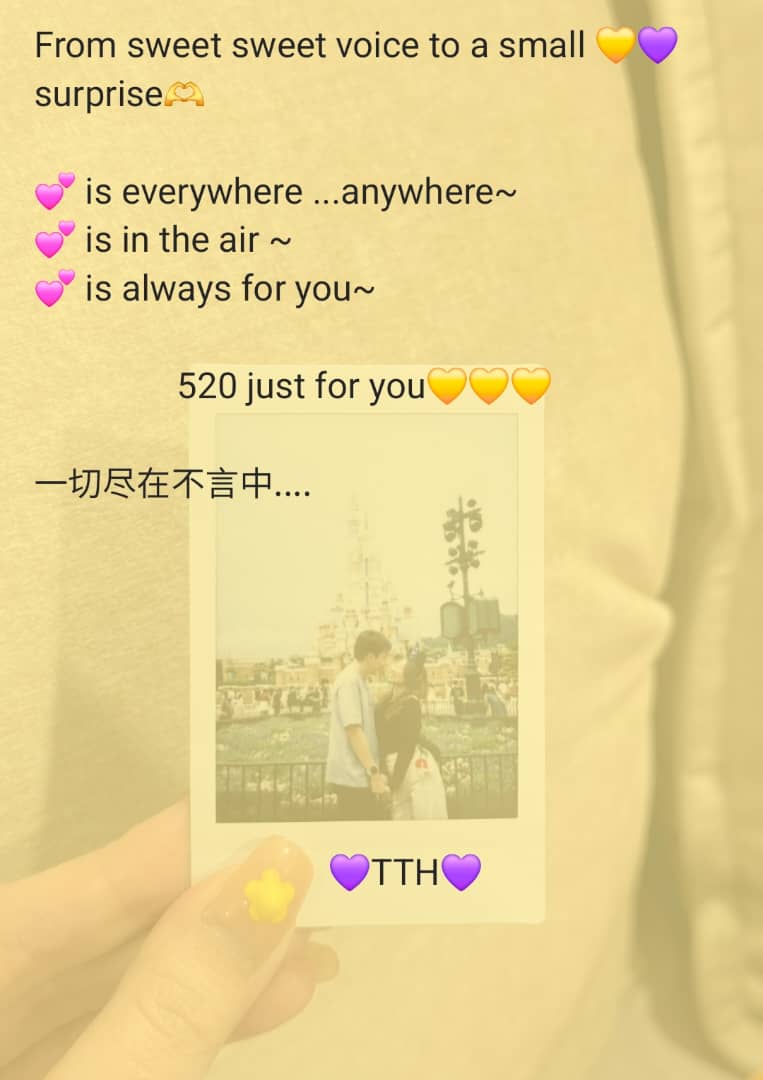 From sweet sweet voice to a small 💛💜
surprise🫶
💕 is everywhere ...anywhere~
💕 is in the air ~
💕 is always for you~
520 just for you💛💛💛
一切尽在不言中....
💜TTH💜